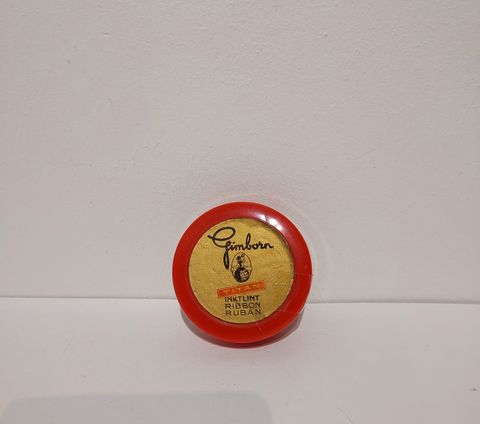 Gimborn
TITAN
INKTLINT
RIBBON
RUBAN